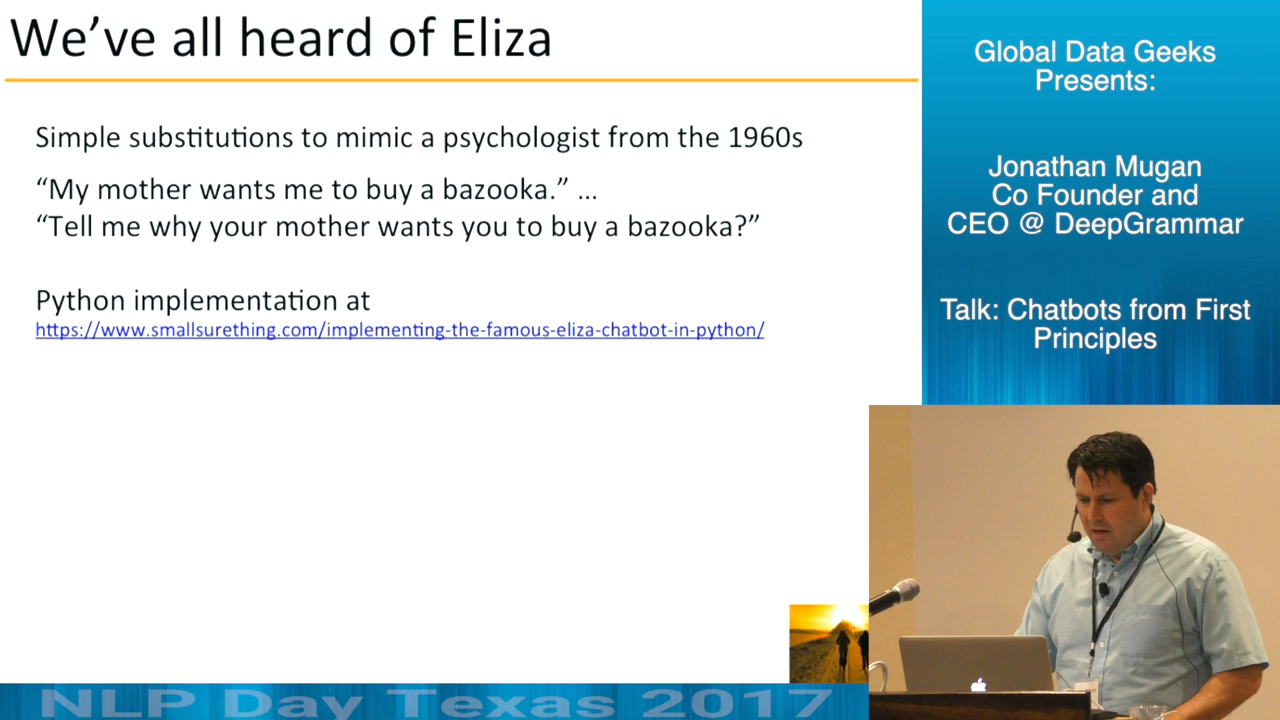 We’ve all heard of Eliza
Simple substitutions to mimic a psychologist from the 1960s
“My mother wants me to buy a bazooka.” ...
“Tell me why your mother wants you to buy a bazooka?”
Python implementation at
https://www.smallsurething.com/implementing-the-famous-eliza-chatbot-in-python/
Global Data Geeks
Presents:
Jonathan Mugan
Co Founder and
CEO @ DeepGrammar
Talk: Chatbots from First
Principles
NLP Day Texas 2017